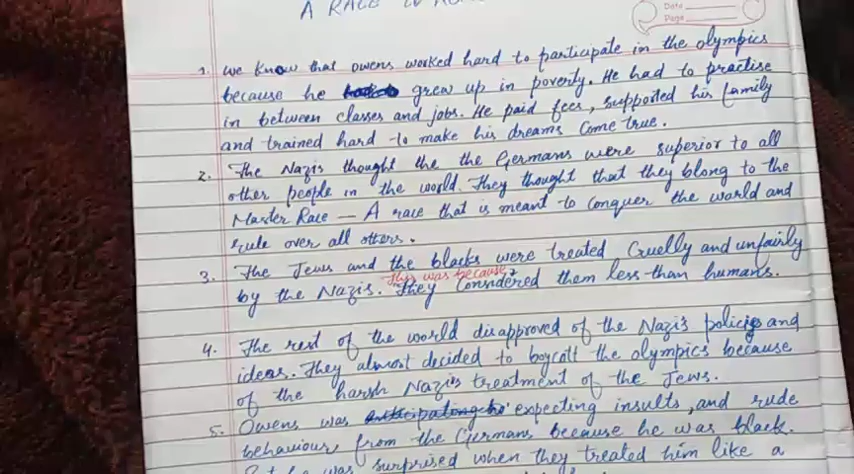 A RACE
Date
Page
1. we know that owens worked hard to participate in the olympics
because he grew up in poverty. He had to practise
in between classes and jobs. He paid fees, supported his family
and trained hard to make his dreams come true.
2. The Nazis thought the the Germans were superior to all
other people in the world. They thought that they blong to the
Master Race — A race that is meant to conquer the world and
rule over all others.
3. The Jews and the blacks were treated cruelly and unfairly
This was because
by the Nazis. They considered them less than humans.
4. The rest of the world disapproved of the Nazi's policies and
ideas. They almost decided to boycott the olympics because
of the harsh Nazi's treatment of the Jews.
5. Owens was expecting insults, and rude
behaviour from the Germans because he was black.
But he was surprised when they treated him like a